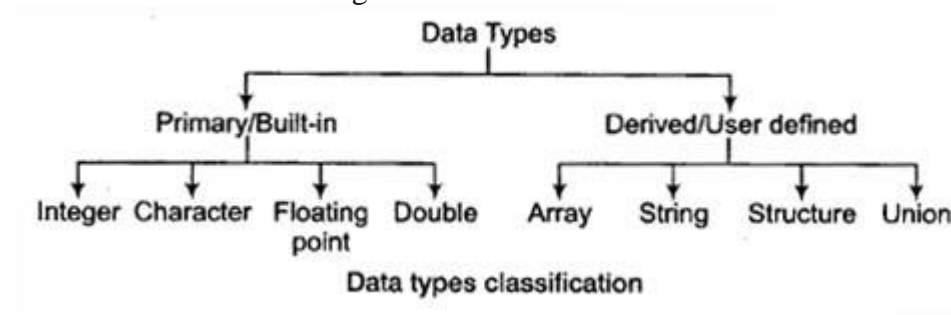 Data Types
Primary/Built-in Derived/User defined
Integer Character Floating point Double Array String Structure Union
Data types classification